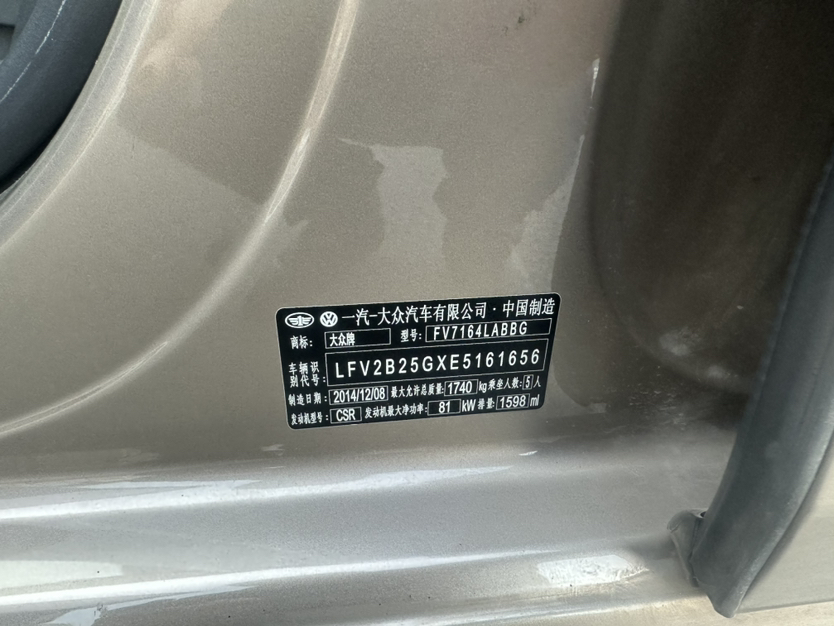 一汽-大众汽车有限公司·中国制造
商标: 大众牌 型号: FV7164LABBG
车辆识别代号: LFV2B25GXE5161656
制造日期: 2014/12/08 最大允许总质量: 1740 kg 乘坐人数: 5 人
发动机型号: CSR 发动机最大净功率: 81 kW 排量: 1598 ml